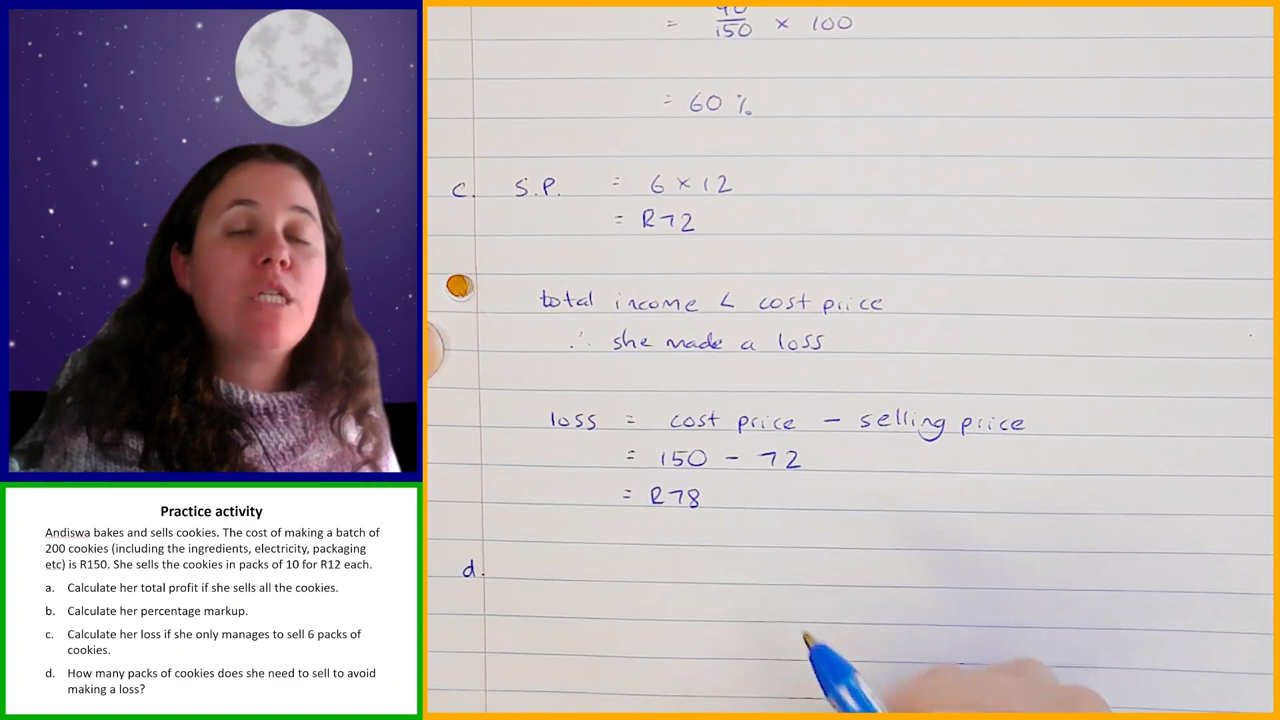 90
150 × 100
= 60 %
c. S.P. = 6 × 12
= R72
total income < cost price
∴ she made a loss
loss = cost price - selling price
= 150 - 72
= R78
d.
Practice activity
Andiswa bakes and sells cookies. The cost of making a batch of
200 cookies (including the ingredients, electricity, packaging
etc) is R150. She sells the cookies in packs of 10 for R12 each.
a. Calculate her total profit if she sells all the cookies.
b. Calculate her percentage markup.
c. Calculate her loss if she only manages to sell 6 packs of
cookies.
d. How many packs of cookies does she need to sell to avoid
making a loss?